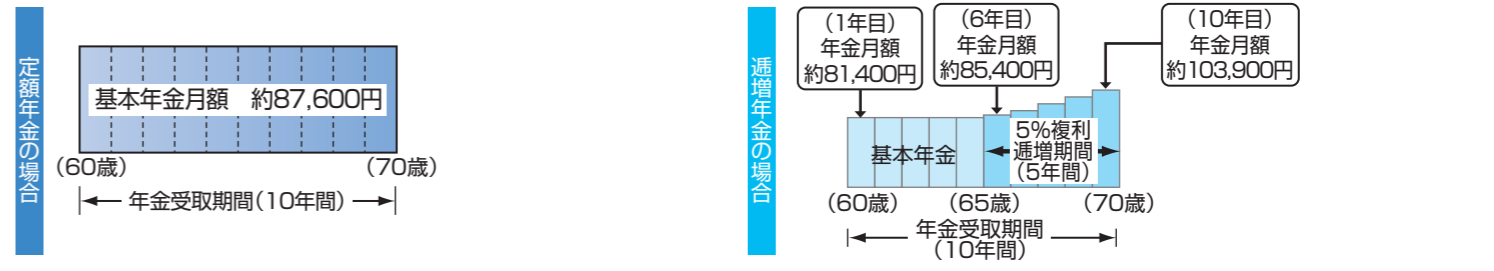 定額年金の場合
基本年金月額　約87,600円
(60歳)
(70歳)
年金受取期間(10年間)
逓増年金の場合
(1年目)
年金月額
約81,400円
(6年目)
年金月額
約85,400円
(10年目)
年金月額
約103,900円
基本年金
5%複利
逓増期間
(5年間)
(60歳)
(65歳)
(70歳)
年金受取期間
(10年間)